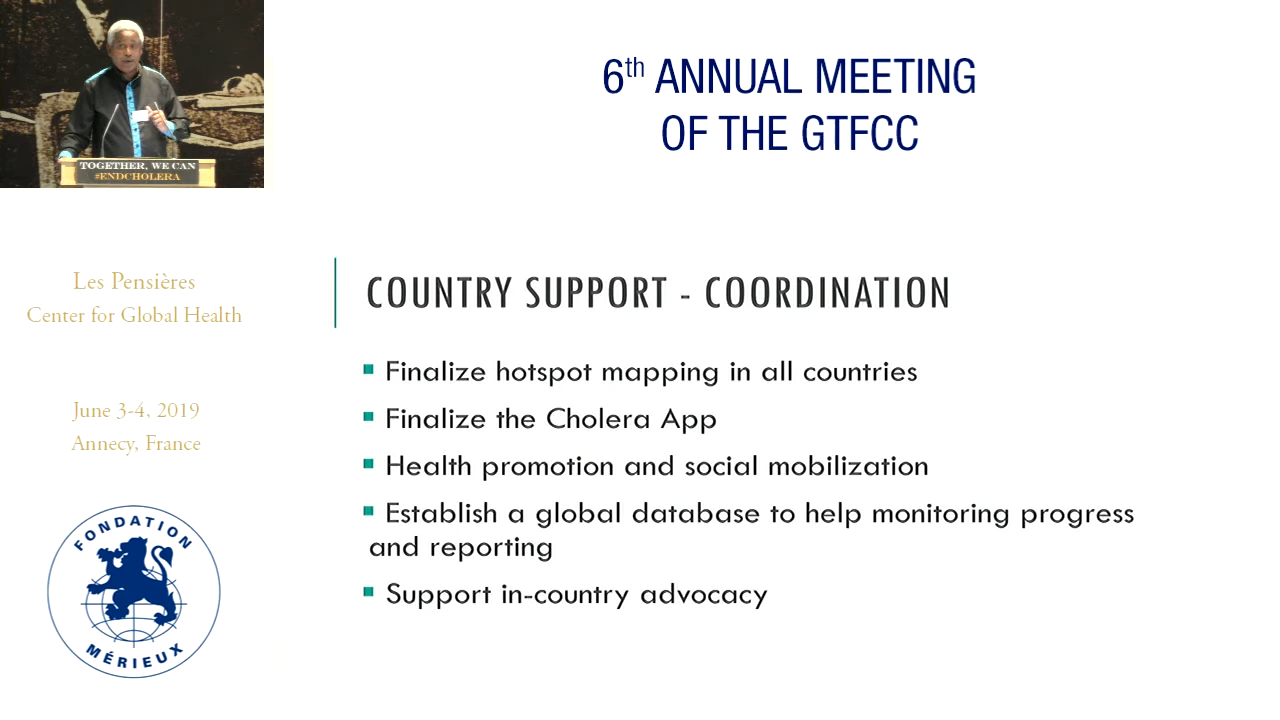 TOGETHER, WE CAN
#ENDCHOLERA
6th ANNUAL MEETING
OF THE GTFCC
Les Pensières
Center for Global Health
June 3-4, 2019
Annecy, France
FONDATION
MÉRIEUX
COUNTRY SUPPORT - COORDINATION
▪ Finalize hotspot mapping in all countries
▪ Finalize the Cholera App
▪ Health promotion and social mobilization
▪ Establish a global database to help monitoring progress
and reporting
▪ Support in-country advocacy